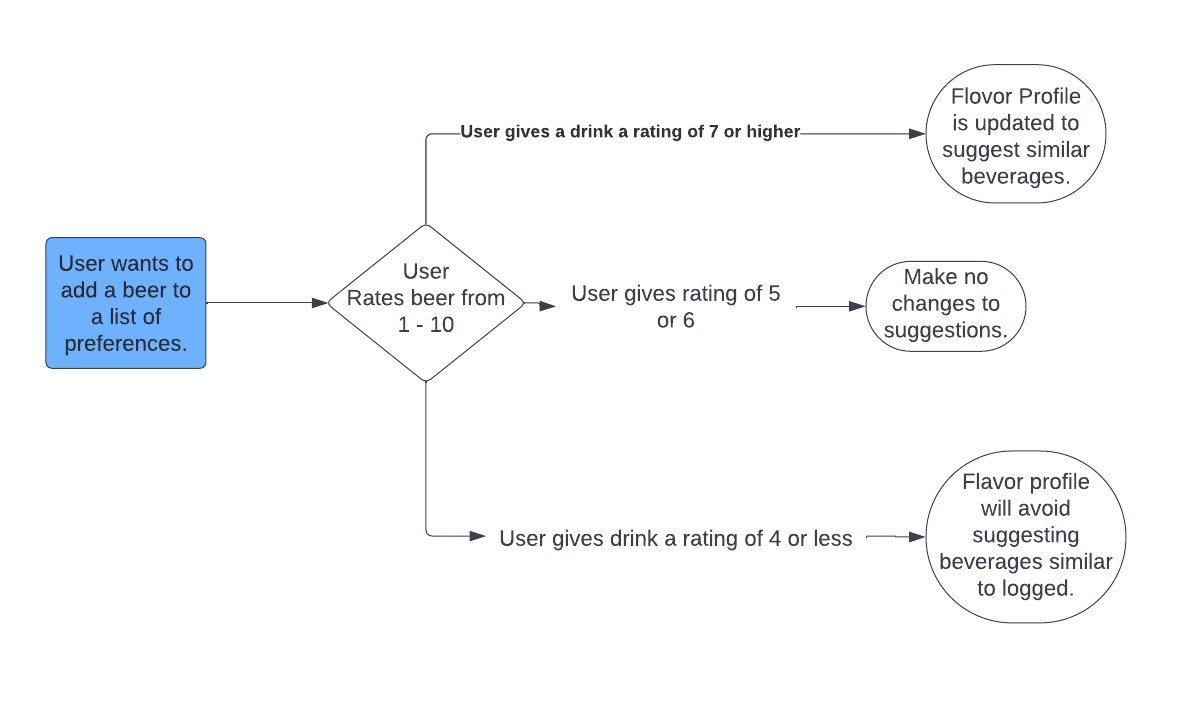 User wants to
add a beer to
a list of
preferences.
User
Rates beer from
1 - 10
User gives a drink a rating of 7 or higher
Flovor Profile
is updated to
suggest similar
beverages.
User gives rating of 5
or 6
Make no
changes to
suggestions.
User gives drink a rating of 4 or less
Flavor profile
will avoid
suggesting
beverages similar
to logged.